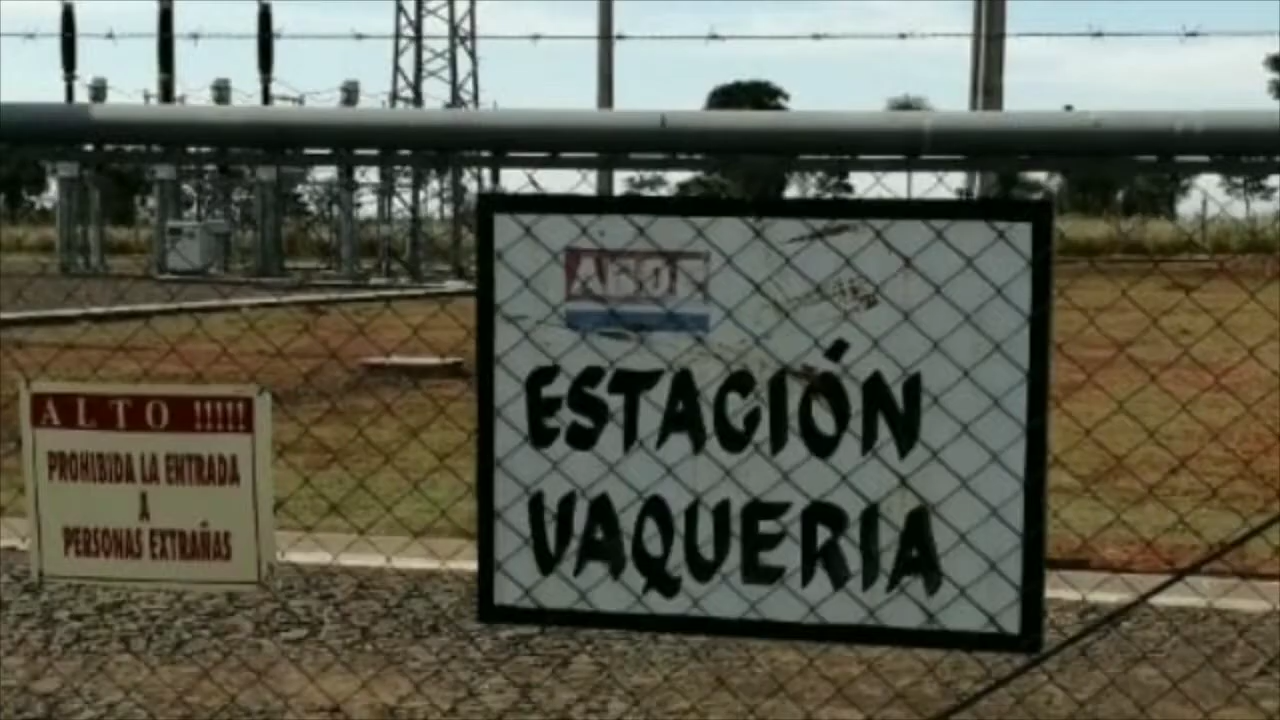 ESTACIÓN
VAQUERIA
ALTO !!!!!
PROHIBIDA LA ENTRADA
A
PERSONAS EXTRAÑAS